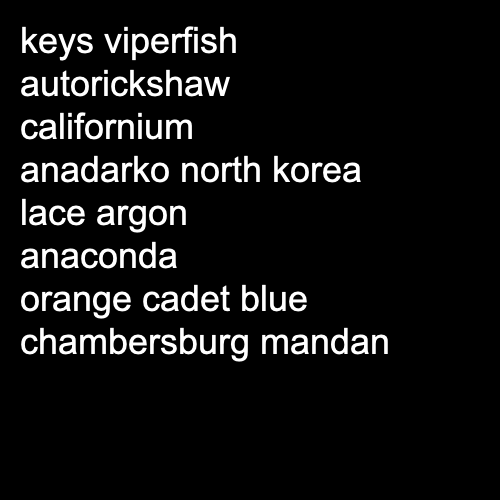 keys viperfish
autorickshaw
californium
anadarko north korea
lace argon
anaconda
orange cadet blue
chambersburg mandan